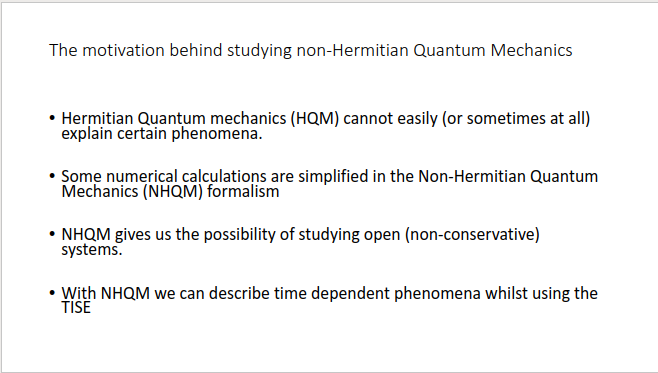 The motivation behind studying non-Hermitian Quantum Mechanics
• Hermitian Quantum mechanics (HQM) cannot easily (or sometimes at all)
explain certain phenomena.
• Some numerical calculations are simplified in the Non-Hermitian Quantum
Mechanics (NHQM) formalism
• NHQM gives us the possibility of studying open (non-conservative)
systems.
• With NHQM we can describe time dependent phenomena whilst using the
TISE